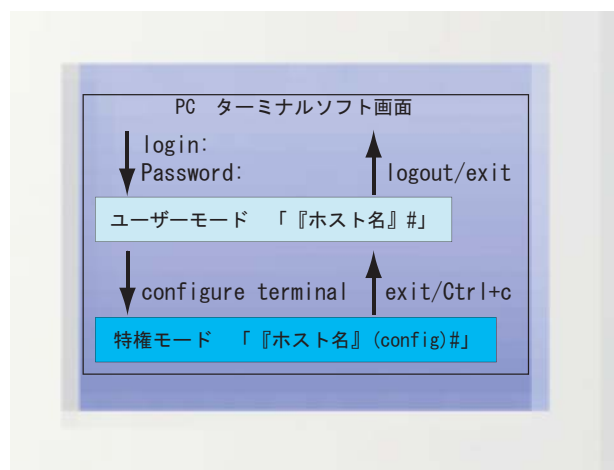 PC ターミナルソフト画面
login:
Password:
logout/exit
ユーザーモード 「『ホスト名』#」
configure terminal
exit/Ctrl+c
特権モード 「『ホスト名』(config)#」